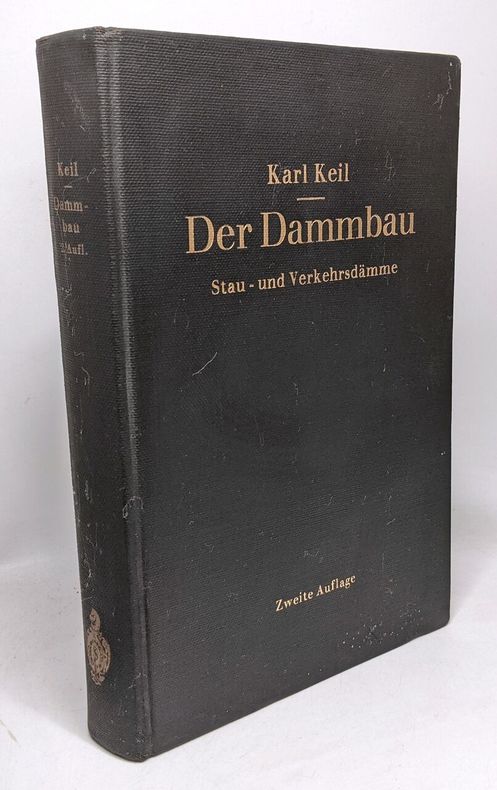 Karl Keil
Der Dammbau
Stau - und Verkehrsdämme
Zweite Auflage
Keil
Damm-
bau
2. Aufl.